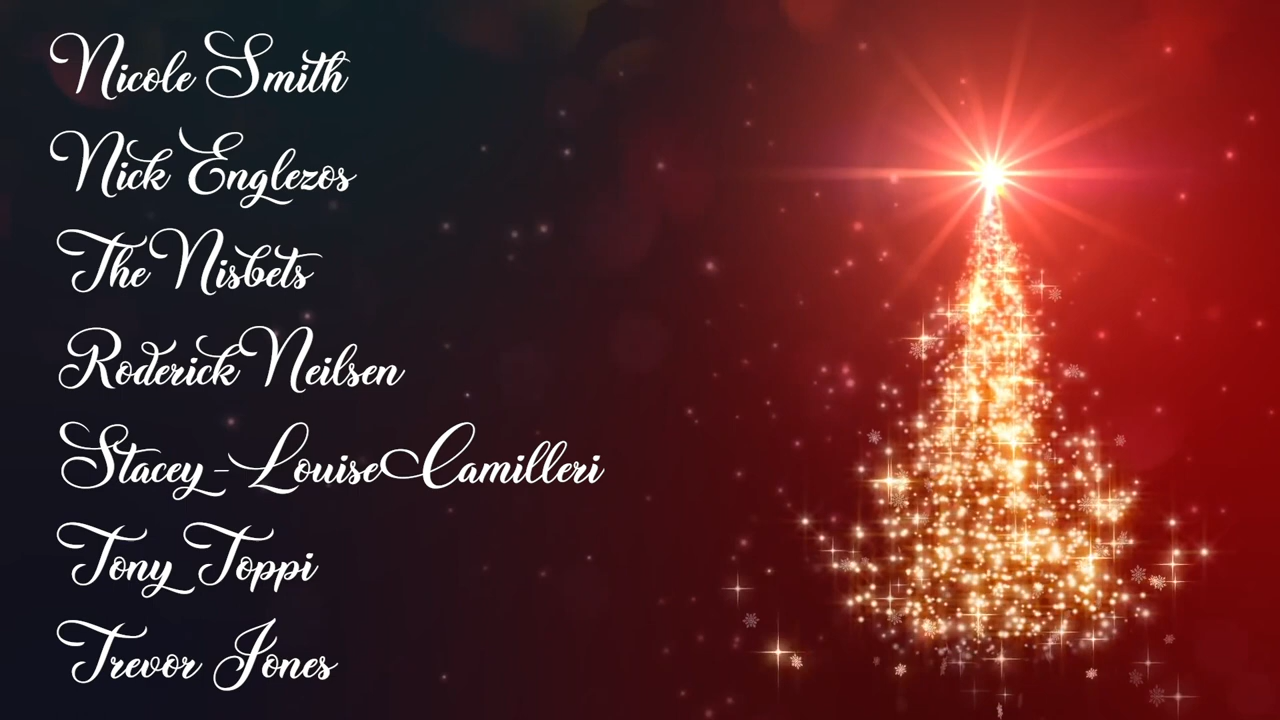 Nicole Smith
Nick Englezos
The Nisbets
Roderick Neilsen
Stacey-Louise Camilleri
Tony Toppi
Trevor Jones